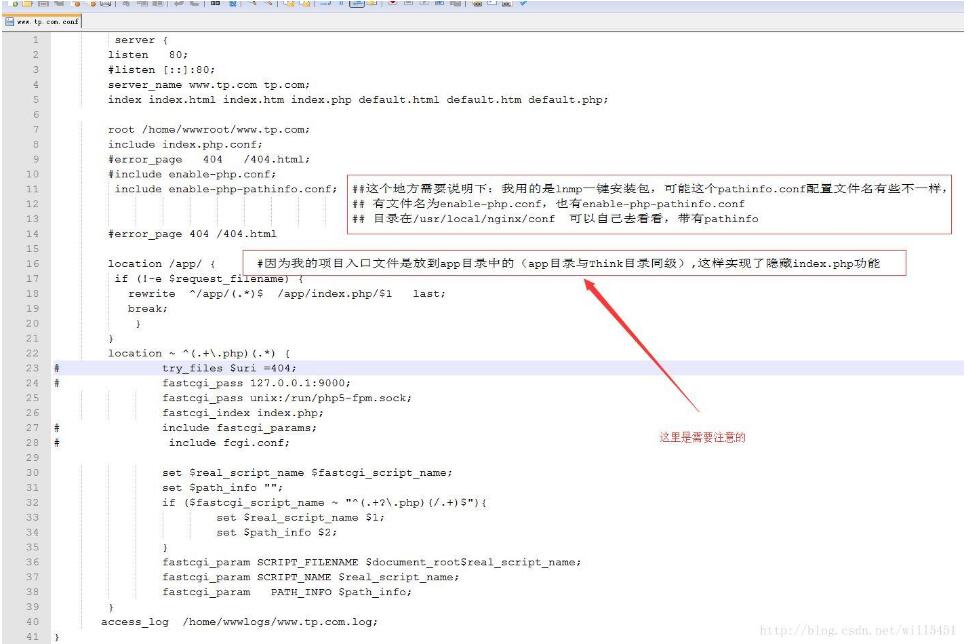 www.tp.com.conf
1 server {
2 listen 80;
3 #listen [::]:80;
4 server_name www.tp.com tp.com;
5 index index.html index.htm index.php default.html default.htm default.php;
6
7 root /home/wwwroot/www.tp.com;
8 include index.php.conf;
9 #error_page 404 /404.html;
10 #include enable-php.conf;
11 include enable-php-pathinfo.conf; ##这个地方需要说明下：我用的是lnmp一键安装包，可能这个pathinfo.conf配置文件名有些不一样，
12 ## 有文件名为enable-php.conf，也有enable-php-pathinfo.conf
13 ## 目录在/usr/local/nginx/conf 可以自己去看看，带有pathinfo
14 #error_page 404 /404.html
15
16 location /app/ { #因为我的项目入口文件是放到app目录中的（app目录与Think目录同级）,这样实现了隐藏index.php功能
17 if (!-e $request_filename) {
18 rewrite ^/app/(.*)$ /app/index.php/$1 last;
19 break;
20 }
21 }
22 location ~ ^(.+\.php)(.*) {
23 # try_files $uri =404;
24 # fastcgi_pass 127.0.0.1:9000;
25 fastcgi_pass unix:/run/php5-fpm.sock;
26 fastcgi_index index.php;
27 # include fastcgi_params;
28 # include fcgi.conf;
这里是需要注意的
29
30 set $real_script_name $fastcgi_script_name;
31 set $path_info "";
32 if ($fastcgi_script_name ~ "^(.+?\.php)(/.+)$"){
33 set $real_script_name $1;
34 set $path_info $2;
35 }
36 fastcgi_param SCRIPT_FILENAME $document_root$real_script_name;
37 fastcgi_param SCRIPT_NAME $real_script_name;
38 fastcgi_param PATH_INFO $path_info;
39 }
40 access_log /home/wwwlogs/www.tp.com.log;
41 }
http://blog.csdn.net/will5451